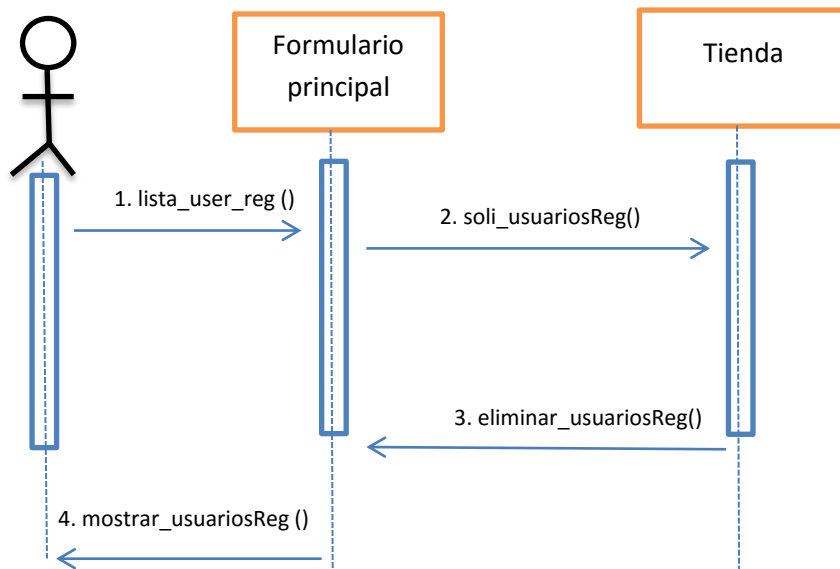 Formulario
principal
Tienda
1. lista_user_reg ()
2. soli_usuariosReg()
3. eliminar_usuariosReg()
4. mostrar_usuariosReg ()